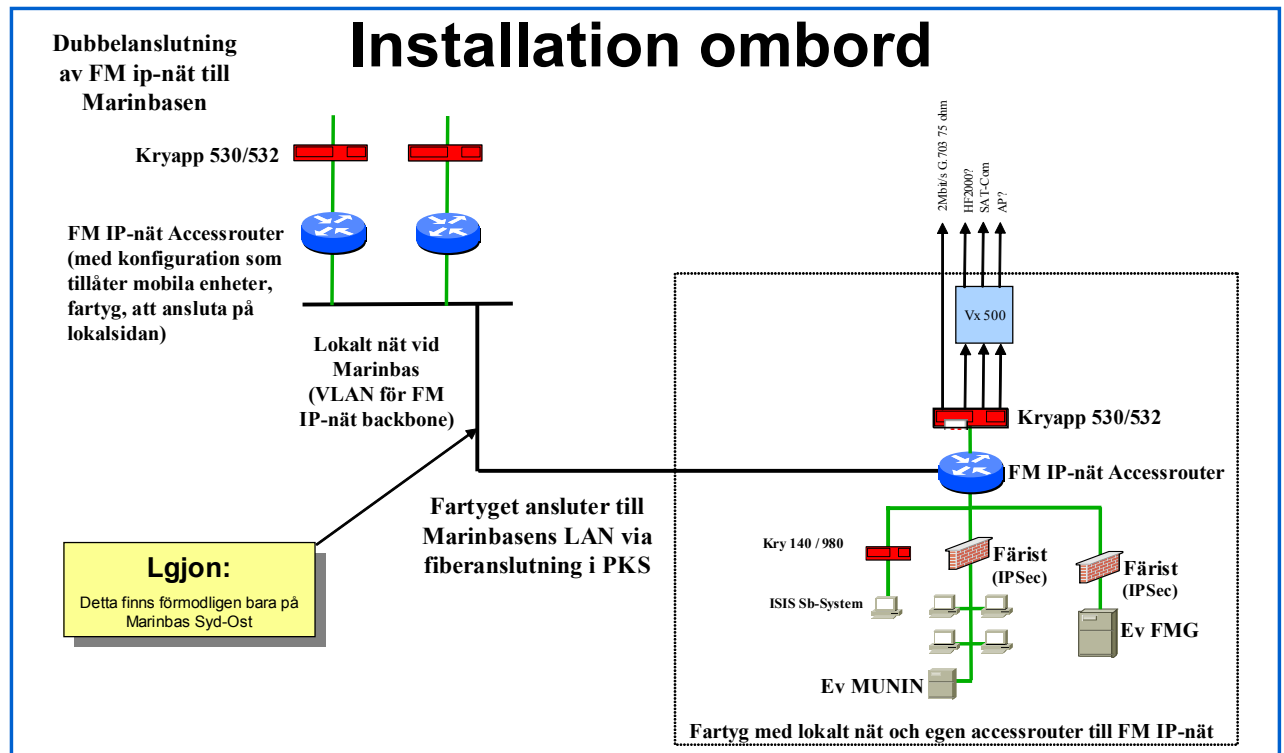 Installation ombord
Dubbelanslutning
av FM ip-nät till
Marinbasen
Kryapp 530/532
FM IP-nät Accessrouter
(med konfiguration som
tillåter mobila enheter,
fartyg, att ansluta på
lokalsidan)
Lokalt nät vid
Marinbas
(VLAN för FM
IP-nät backbone)
Fartyget ansluter till
Marinbasens LAN via
fiberanslutning i PKS
Lgjon:
Detta finns förmodligen bara på
Marinbas Syd-Ost
2Mbit/s G.703 75 ohm
HF2000?
SAT-Com
AP?
Vx 500
Kryapp 530/532
FM IP-nät Accessrouter
Kry 140 / 980
ISIS Sb-System
Färist
(IPSec)
Färist
(IPSec)
Ev FMG
Ev MUNIN
Fartyg med lokalt nät och egen accessrouter till FM IP-nät